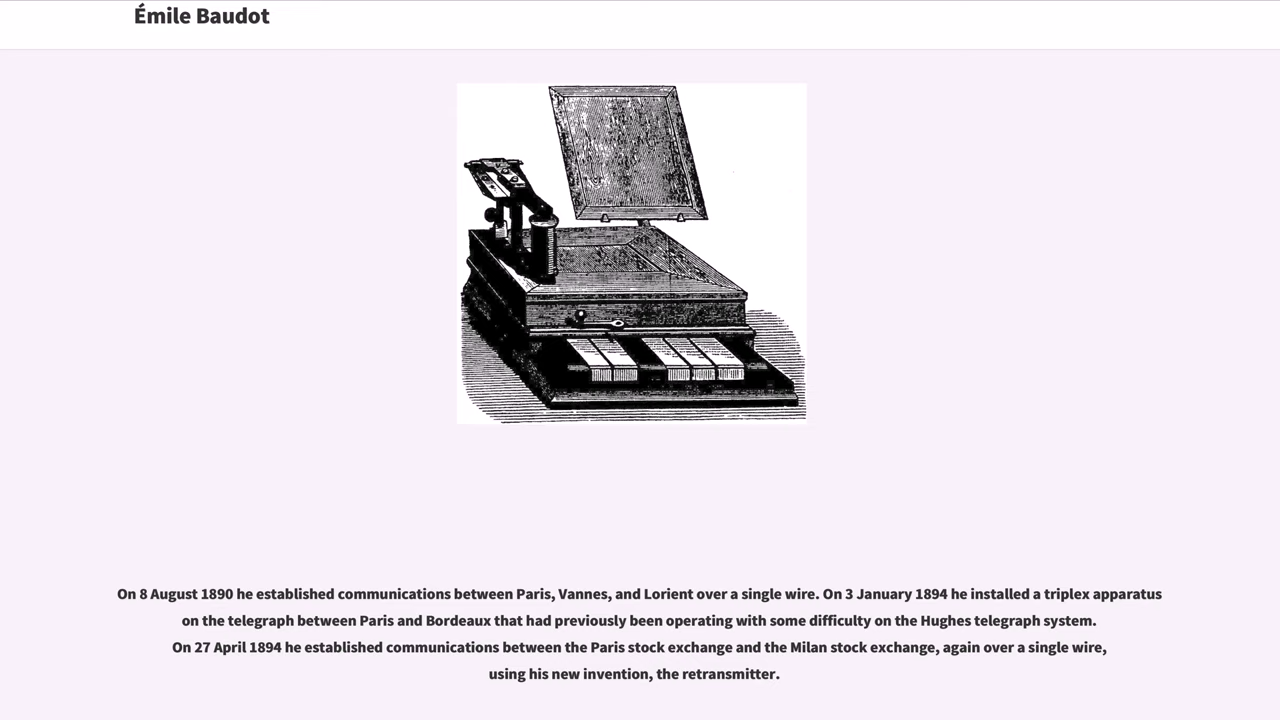 Émile Baudot
On 8 August 1890 he established communications between Paris, Vannes, and Lorient over a single wire. On 3 January 1894 he installed a triplex apparatus
on the telegraph between Paris and Bordeaux that had previously been operating with some difficulty on the Hughes telegraph system.
On 27 April 1894 he established communications between the Paris stock exchange and the Milan stock exchange, again over a single wire,
using his new invention, the retransmitter.